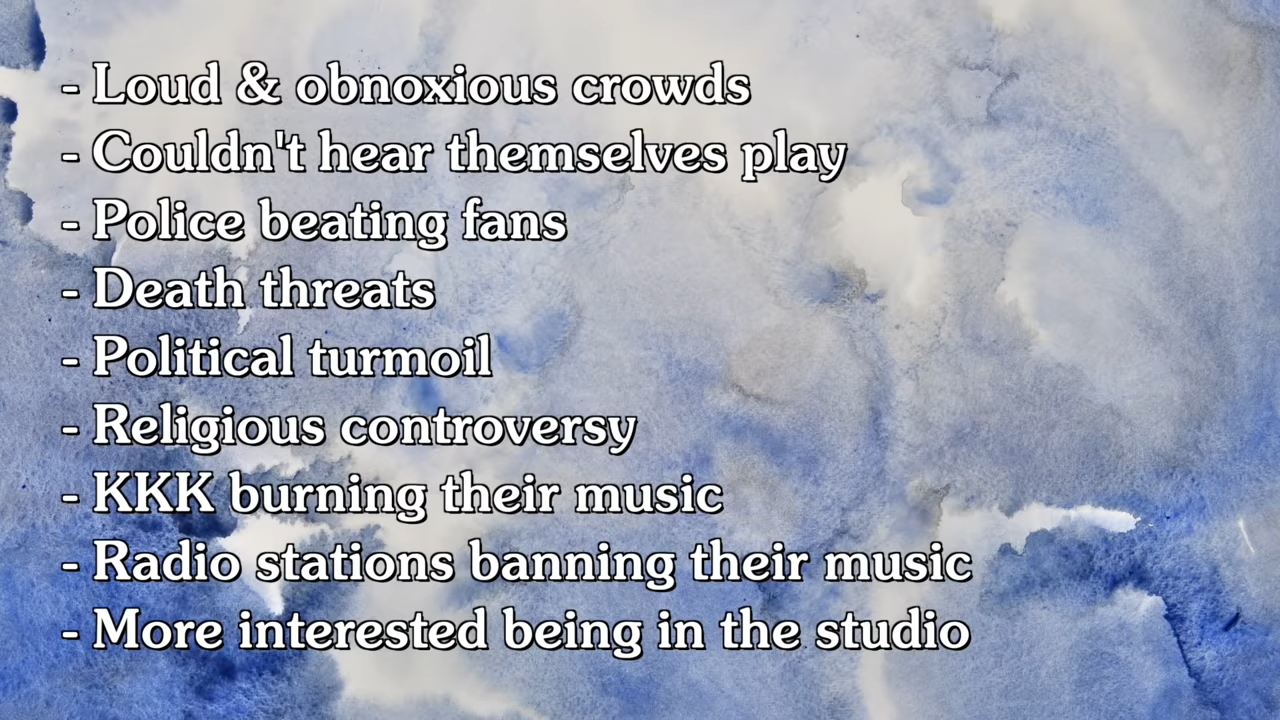 - Loud & obnoxious crowds
- Couldn't hear themselves play
- Police beating fans
- Death threats
- Political turmoil
- Religious controversy
- KKK burning their music
- Radio stations banning their music
- More interested being in the studio